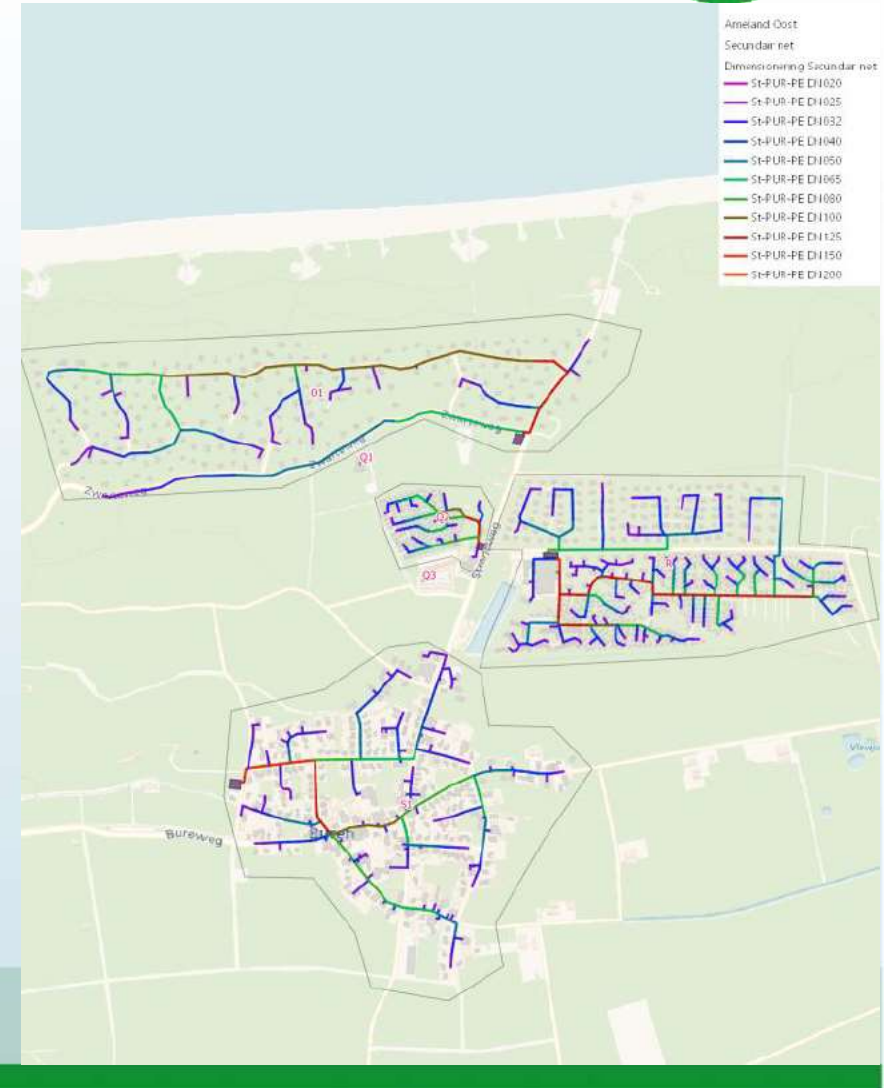 Ameland Oost
Secundair net
Dimensionering Secundair net
St-PUR-PE DN020
St-PUR-PE DN025
St-PUR-PE DN032
St-PUR-PE DN040
St-PUR-PE DN050
St-PUR-PE DN065
St-PUR-PE DN080
St-PUR-PE DN100
St-PUR-PE DN125
St-PUR-PE DN150
St-PUR-PE DN200
Zwarteweg
Q1
Q2
Strandweg
Q3
R
S1
Buren
Bureweg